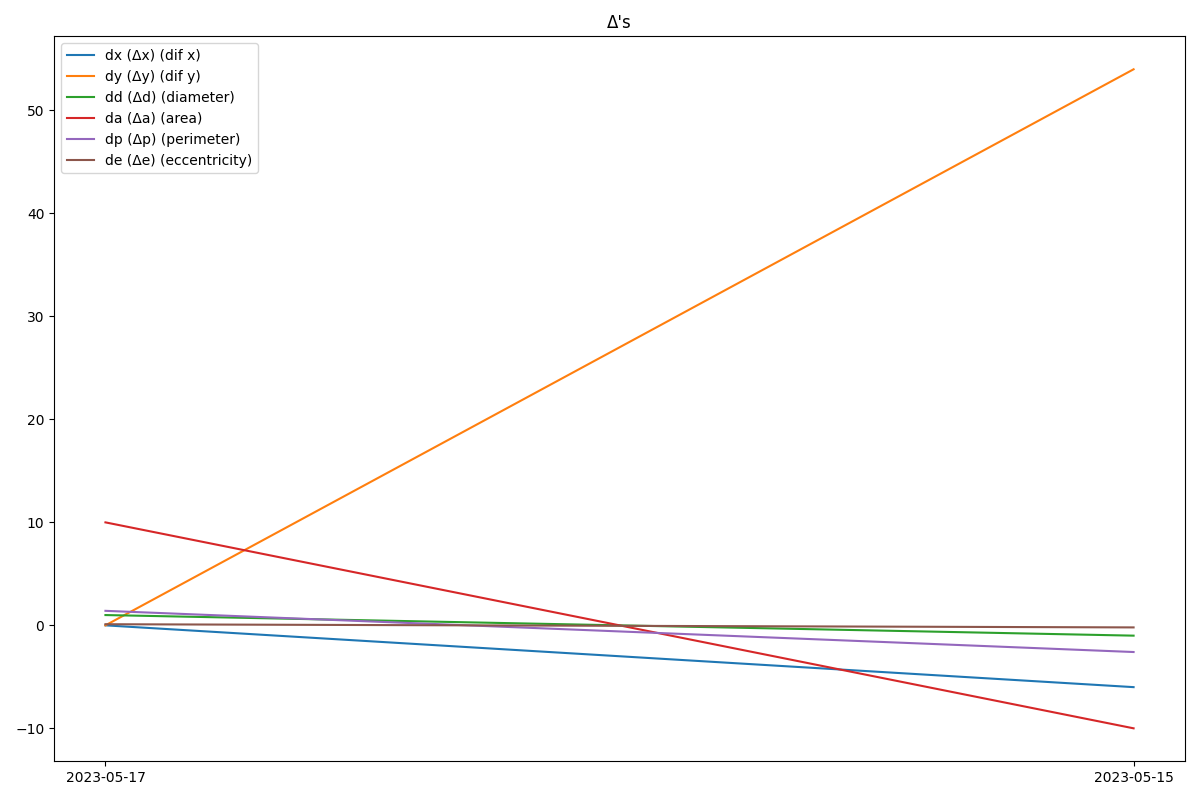 Δ's
dx (Δx) (dif x)
dy (Δy) (dif y)
dd (Δd) (diameter)
da (Δa) (area)
dp (Δp) (perimeter)
de (Δe) (eccentricity)
50
40
30
20
10
0
−10
2023-05-17
2023-05-15